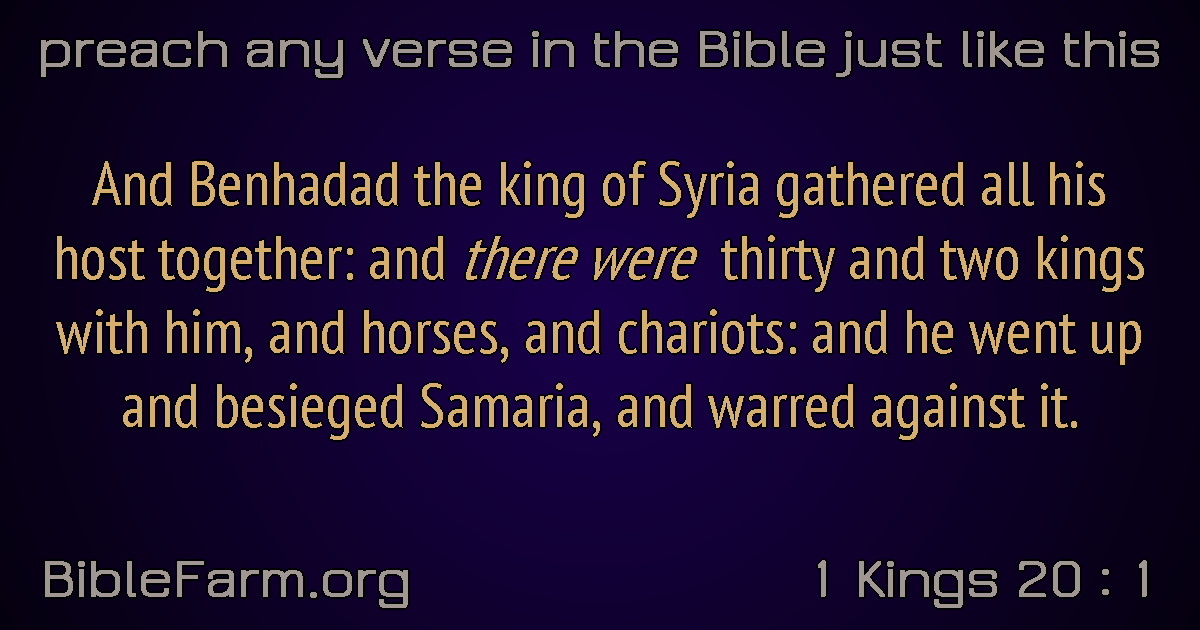 preach any verse in the Bible just like this
And Benhadad the king of Syria gathered all his
host together: and there were thirty and two kings
with him, and horses, and chariots: and he went up
and besieged Samaria, and warred against it.
BibleFarm.org
1 Kings 20 : 1